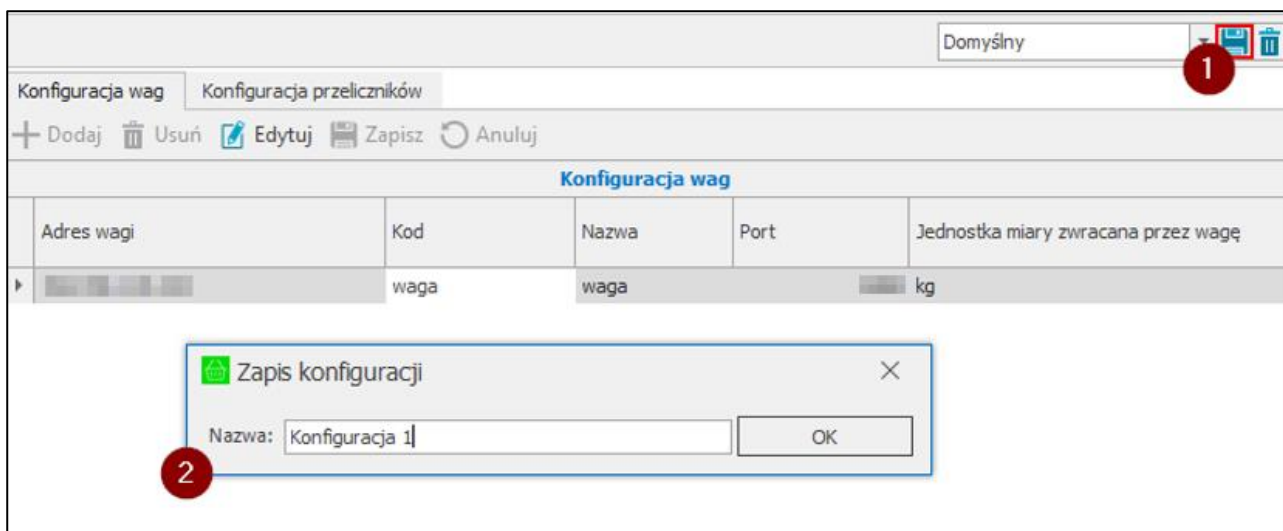 Domyślny
1
Konfiguracja wag Konfiguracja przeliczników
Dodaj Usuń Edytuj Zapisz Anuluj
Konfiguracja wag
Adres wagi Kod Nazwa Port Jednostka miary zwracana przez wagę
waga waga kg
Zapis konfiguracji
Nazwa: Konfiguracja 1 OK
2